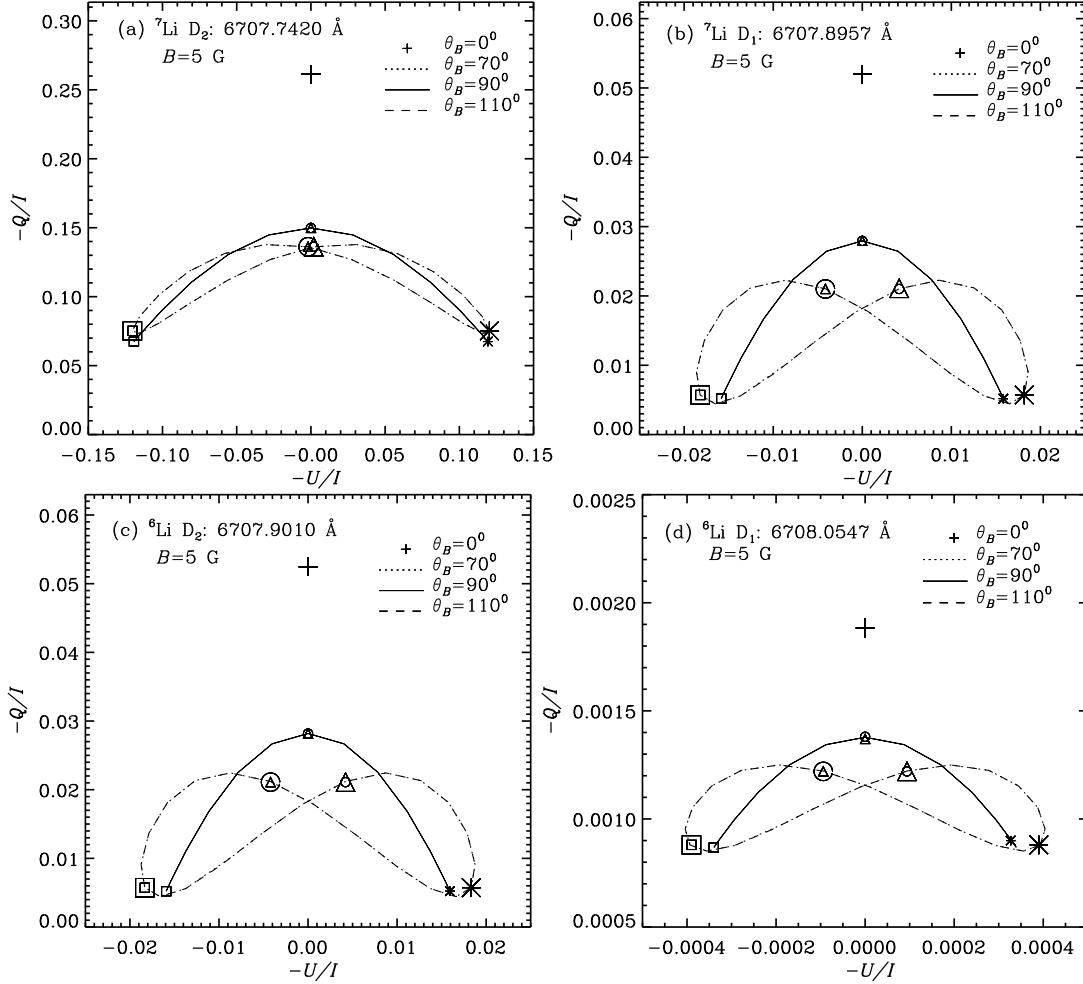 (a) ⁷Li D₂: 6707.7420 Å
B=5 G
θ_B=0⁰
θ_B=70⁰
θ_B=90⁰
θ_B=110⁰
0.30
0.25
0.20
0.15
0.10
0.05
0.00
−Q/I
−0.15 −0.10 −0.05 −0.00 0.05 0.10 0.15
−U/I
(b) ⁷Li D₁: 6707.8957 Å
B=5 G
θ_B=0⁰
θ_B=70⁰
θ_B=90⁰
θ_B=110⁰
0.06
0.05
0.04
0.03
0.02
0.01
0.00
−Q/I
−0.02 −0.01 0.00 0.01 0.02
−U/I
(c) ⁶Li D₂: 6707.9010 Å
B=5 G
θ_B=0⁰
θ_B=70⁰
θ_B=90⁰
θ_B=110⁰
0.06
0.05
0.04
0.03
0.02
0.01
0.00
−Q/I
−0.02 −0.01 0.00 0.01 0.02
−U/I
(d) ⁶Li D₁: 6708.0547 Å
B=5 G
θ_B=0⁰
θ_B=70⁰
θ_B=90⁰
θ_B=110⁰
0.0025
0.0020
0.0015
0.0010
0.0005
−Q/I
−0.0004 −0.0002 0.0000 0.0002 0.0004
−U/I